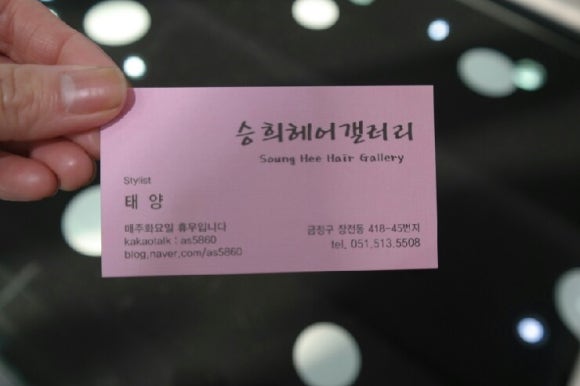 승희헤어갤러리
Soung Hee Hair Gallery
Stylist
태 양
매주화요일 휴무입니다
kakaotalk : as5860
blog.naver.com/as5860
금정구 장전동 418-45번지
tel. 051.513.5508